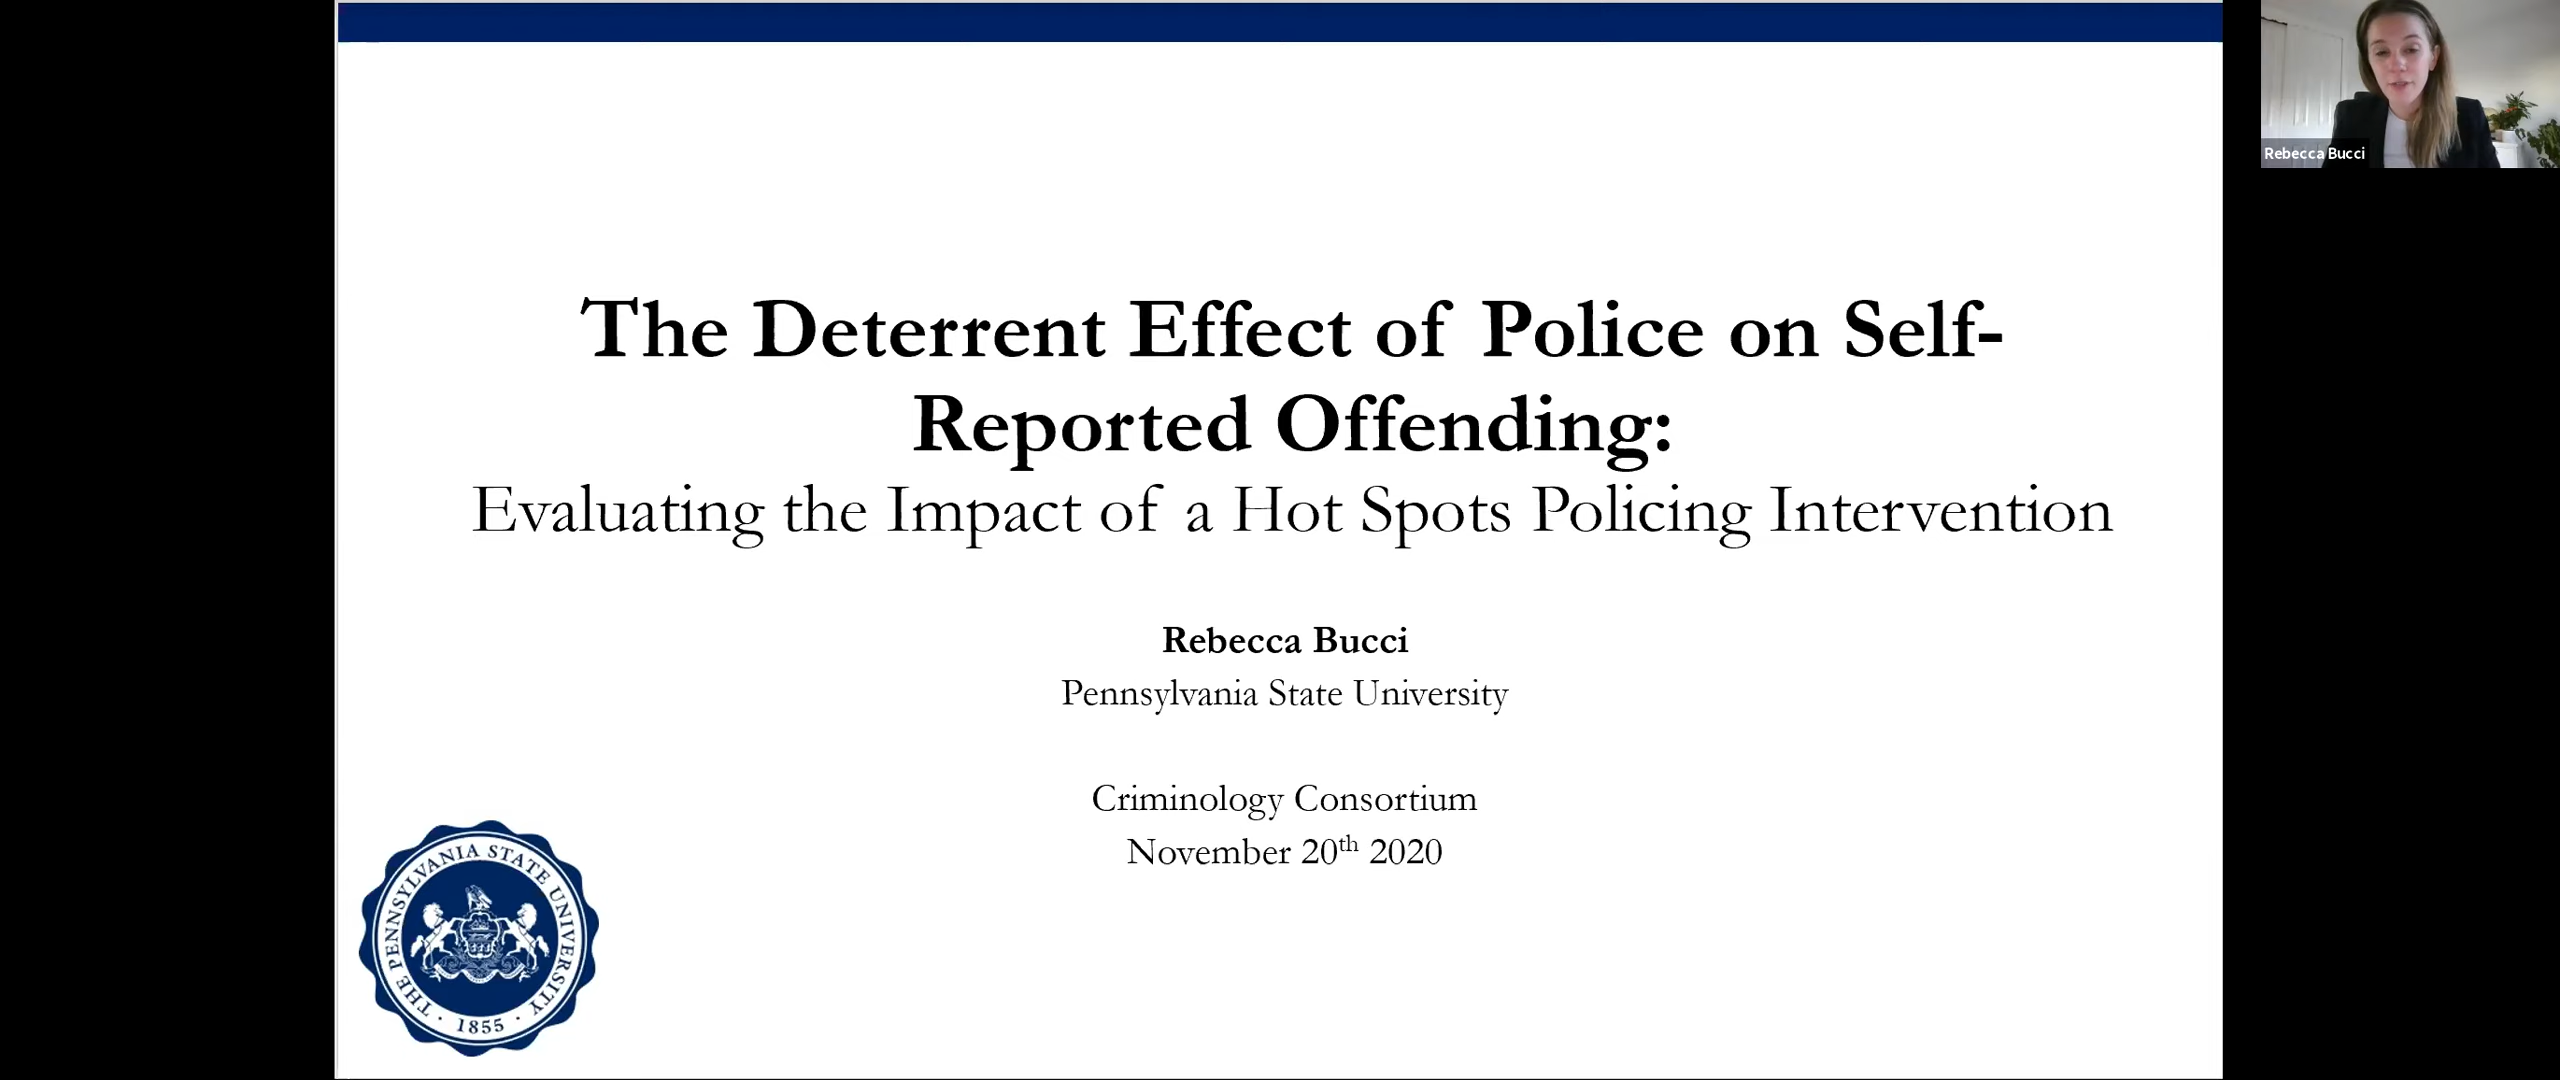 The Deterrent Effect of Police on Self-
Reported Offending:
Evaluating the Impact of a Hot Spots Policing Intervention
Rebecca Bucci
Pennsylvania State University
Criminology Consortium
November 20th 2020
THE PENNSYLVANIA STATE UNIVERSITY
· 1855 ·
Rebecca Bucci